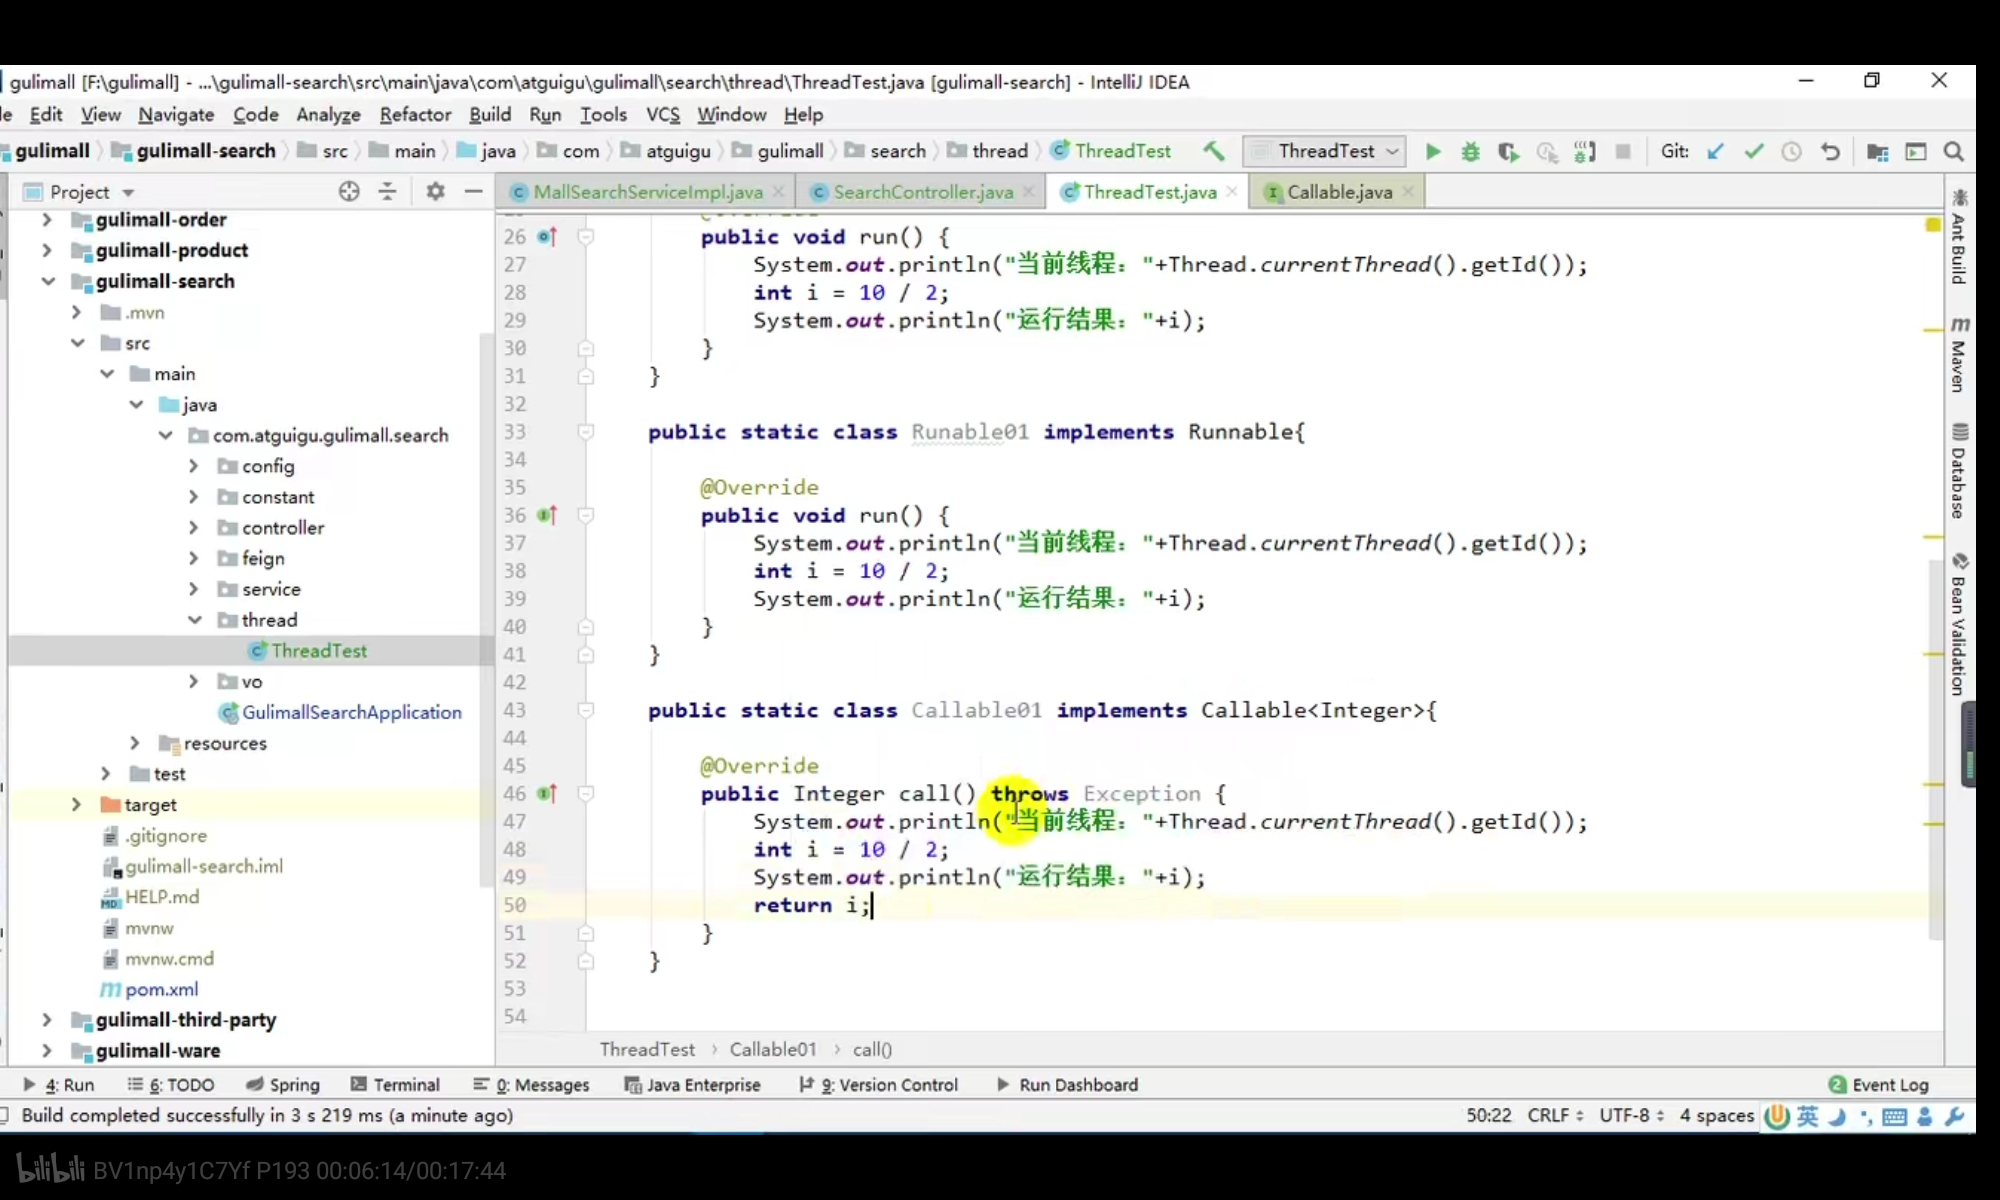 gulimall [F:\gulimall] - ...\gulimall-search\src\main\java\com\atguigu\gulimall\search\thread\ThreadTest.java [gulimall-search] - IntelliJ IDEA
Edit View Navigate Code Analyze Refactor Build Run Tools VCS Window Help
gulimall gulimall-search src main java com atguigu gulimall search thread ThreadTest ThreadTest Git:
Project MallSearchServiceImpl.java SearchController.java ThreadTest.java Callable.java
gulimall-order
gulimall-product
gulimall-search
.mvn
src
main
java
com.atguigu.gulimall.search
config
constant
controller
feign
service
thread
ThreadTest
vo
GulimallSearchApplication
resources
test
target
.gitignore
gulimall-search.iml
HELP.md
mvnw
mvnw.cmd
pom.xml
gulimall-third-party
gulimall-ware
26 public void run() {
27 System.out.println("当前线程："+Thread.currentThread().getId());
28 int i = 10 / 2;
29 System.out.println("运行结果："+i);
30 }
31 }
32
33 public static class Runable01 implements Runnable{
34
35 @Override
36 public void run() {
37 System.out.println("当前线程："+Thread.currentThread().getId());
38 int i = 10 / 2;
39 System.out.println("运行结果："+i);
40 }
41 }
42
43 public static class Callable01 implements Callable<Integer>{
44
45 @Override
46 public Integer call() throws Exception {
47 System.out.println("当前线程："+Thread.currentThread().getId());
48 int i = 10 / 2;
49 System.out.println("运行结果："+i);
50 return i;
51 }
52 }
53
54
ThreadTest › Callable01 › call()
Ant Build
Maven
Database
Bean Validation
4: Run 6: TODO Spring Terminal 0: Messages Java Enterprise 9: Version Control Run Dashboard 2 Event Log
Build completed successfully in 3 s 219 ms (a minute ago) 50:22 CRLF UTF-8 4 spaces 英
bilibili BV1np4y1C7Yf P193 00:06:14/00:17:44